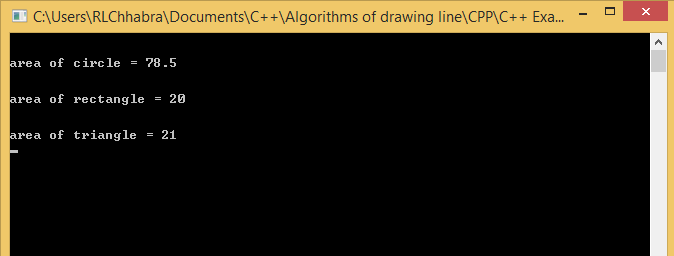 C:\Users\RLChhabra\Documents\C++\Algorithms of drawing line\CPP\C++ Exa...
area of circle = 78.5
area of rectangle = 20
area of triangle = 21